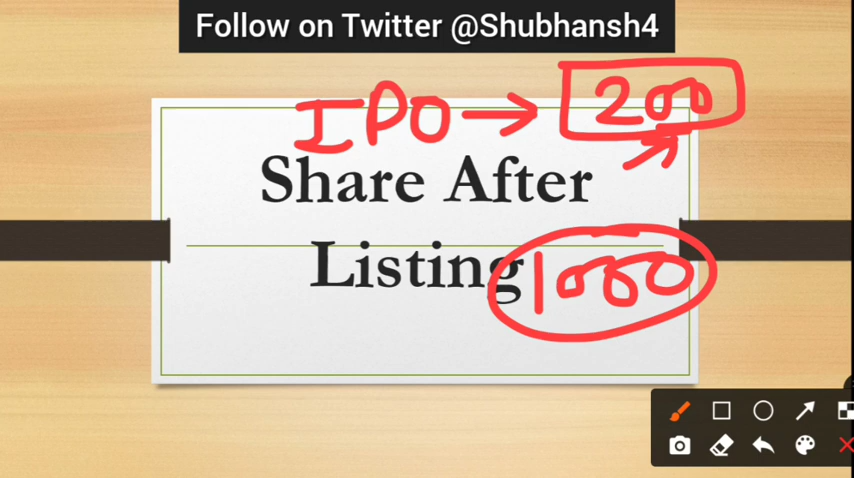 Follow on Twitter @Shubhansh4
IPO → 200
Share After
Listing
1000